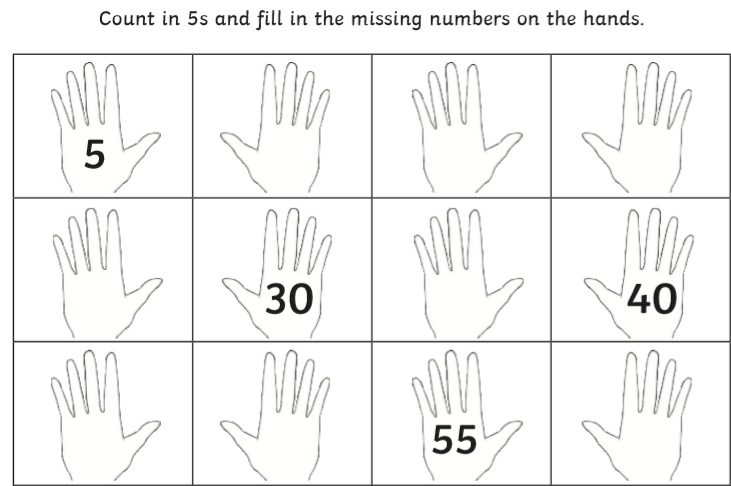 Count in 5s and fill in the missing numbers on the hands.
5
30 40
55